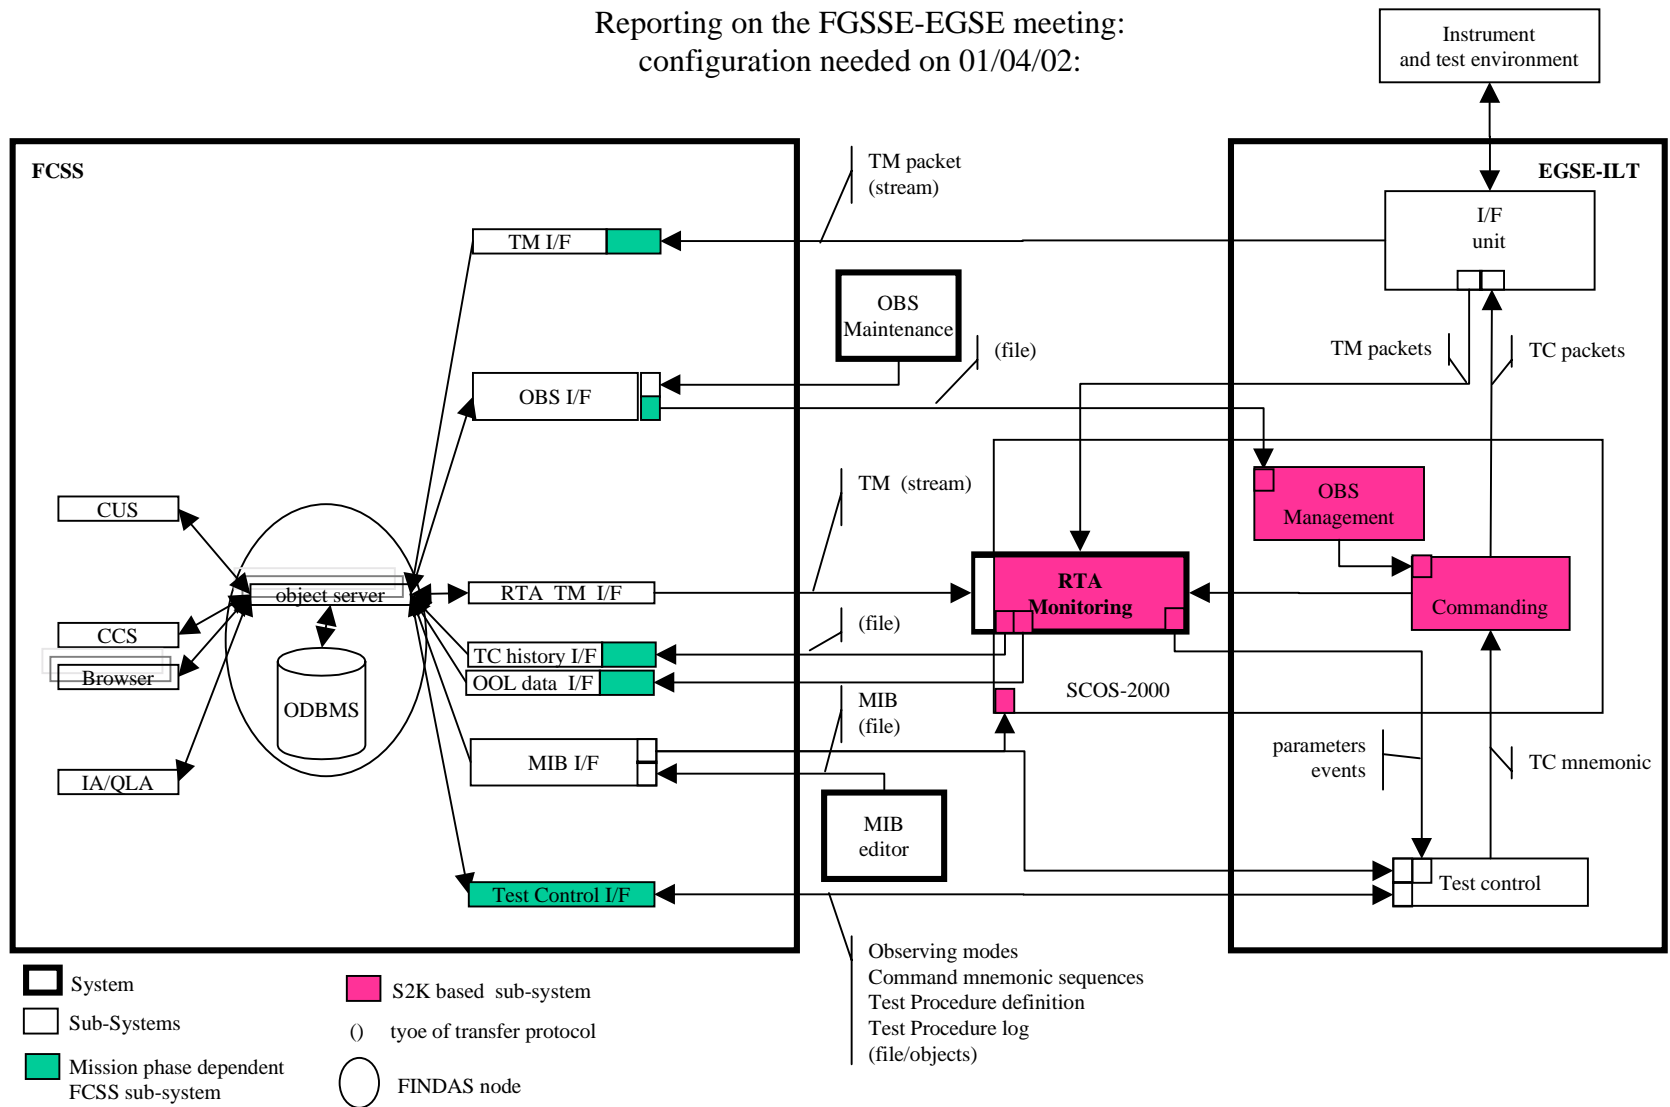 Reporting on the FGSSE-EGSE meeting:
configuration needed on 01/04/02:
Instrument
and test environment
FCSS
TM packet
(stream)
EGSE-ILT
I/F
unit
TM I/F
OBS
Maintenance
(file)
TM packets
TC packets
OBS I/F
TM (stream)
OBS
Management
CUS
object server
RTA TM I/F
RTA
Monitoring
Commanding
(file)
CCS
TC history I/F
Browser
OOL data I/F
SCOS-2000
ODBMS
MIB
(file)
MIB I/F
parameters
events
TC mnemonic
IA/QLA
MIB
editor
Test Control I/F
Test control
Observing modes
Command mnemonic sequences
Test Procedure definition
Test Procedure log
(file/objects)
System
Sub-Systems
Mission phase dependent
FCSS sub-system
S2K based sub-system
() tyoe of transfer protocol
FINDAS node